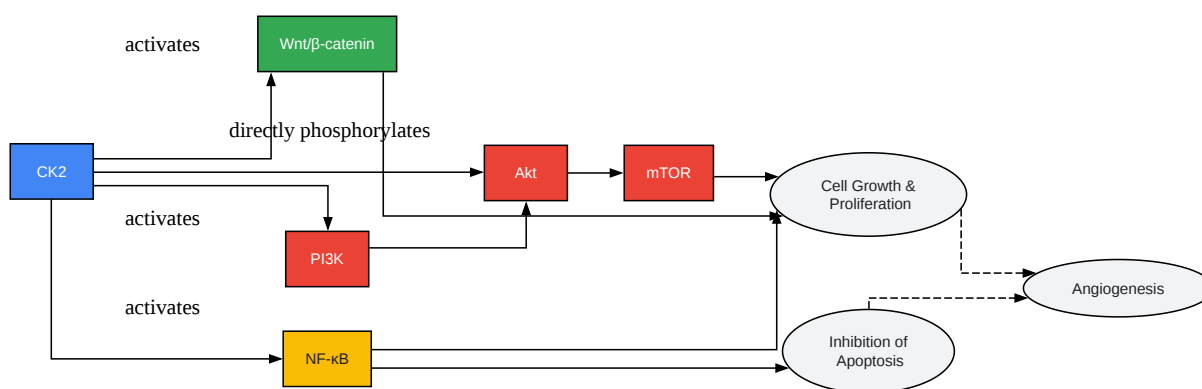 activates
Wnt/β-catenin
directly phosphorylates
CK2
Akt
mTOR
Cell Growth &
Proliferation
activates
PI3K
Angiogenesis
activates
NF-κB
Inhibition of
Apoptosis